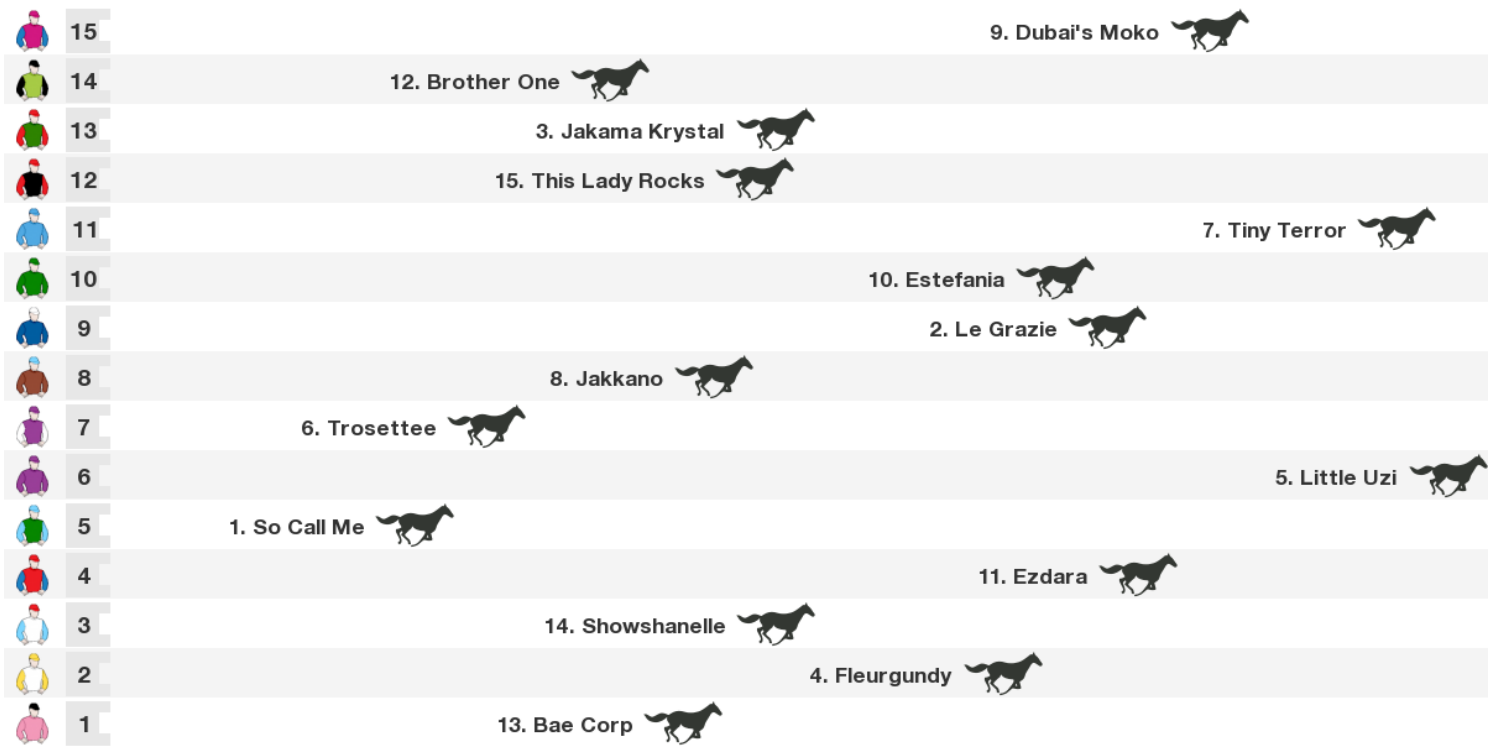 15 9. Dubai's Moko
14 12. Brother One
13 3. Jakama Krystal
12 15. This Lady Rocks
11 7. Tiny Terror
10 10. Estefania
9 2. Le Grazie
8 8. Jakkano
7 6. Trosettee
6 5. Little Uzi
5 1. So Call Me
4 11. Ezdara
3 14. Showshanelle
2 4. Fleurgundy
1 13. Bae Corp